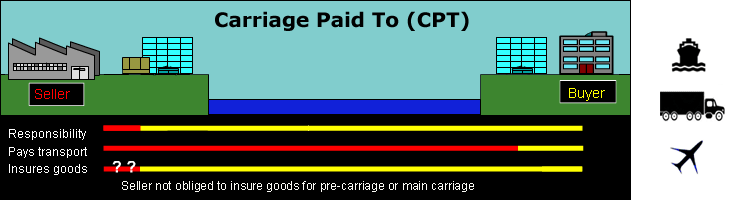 Carriage Paid To (CPT)
Seller
Buyer
Responsibility
Pays transport
Insures goods
? ?
Seller not obliged to insure goods for pre-carriage or main carriage